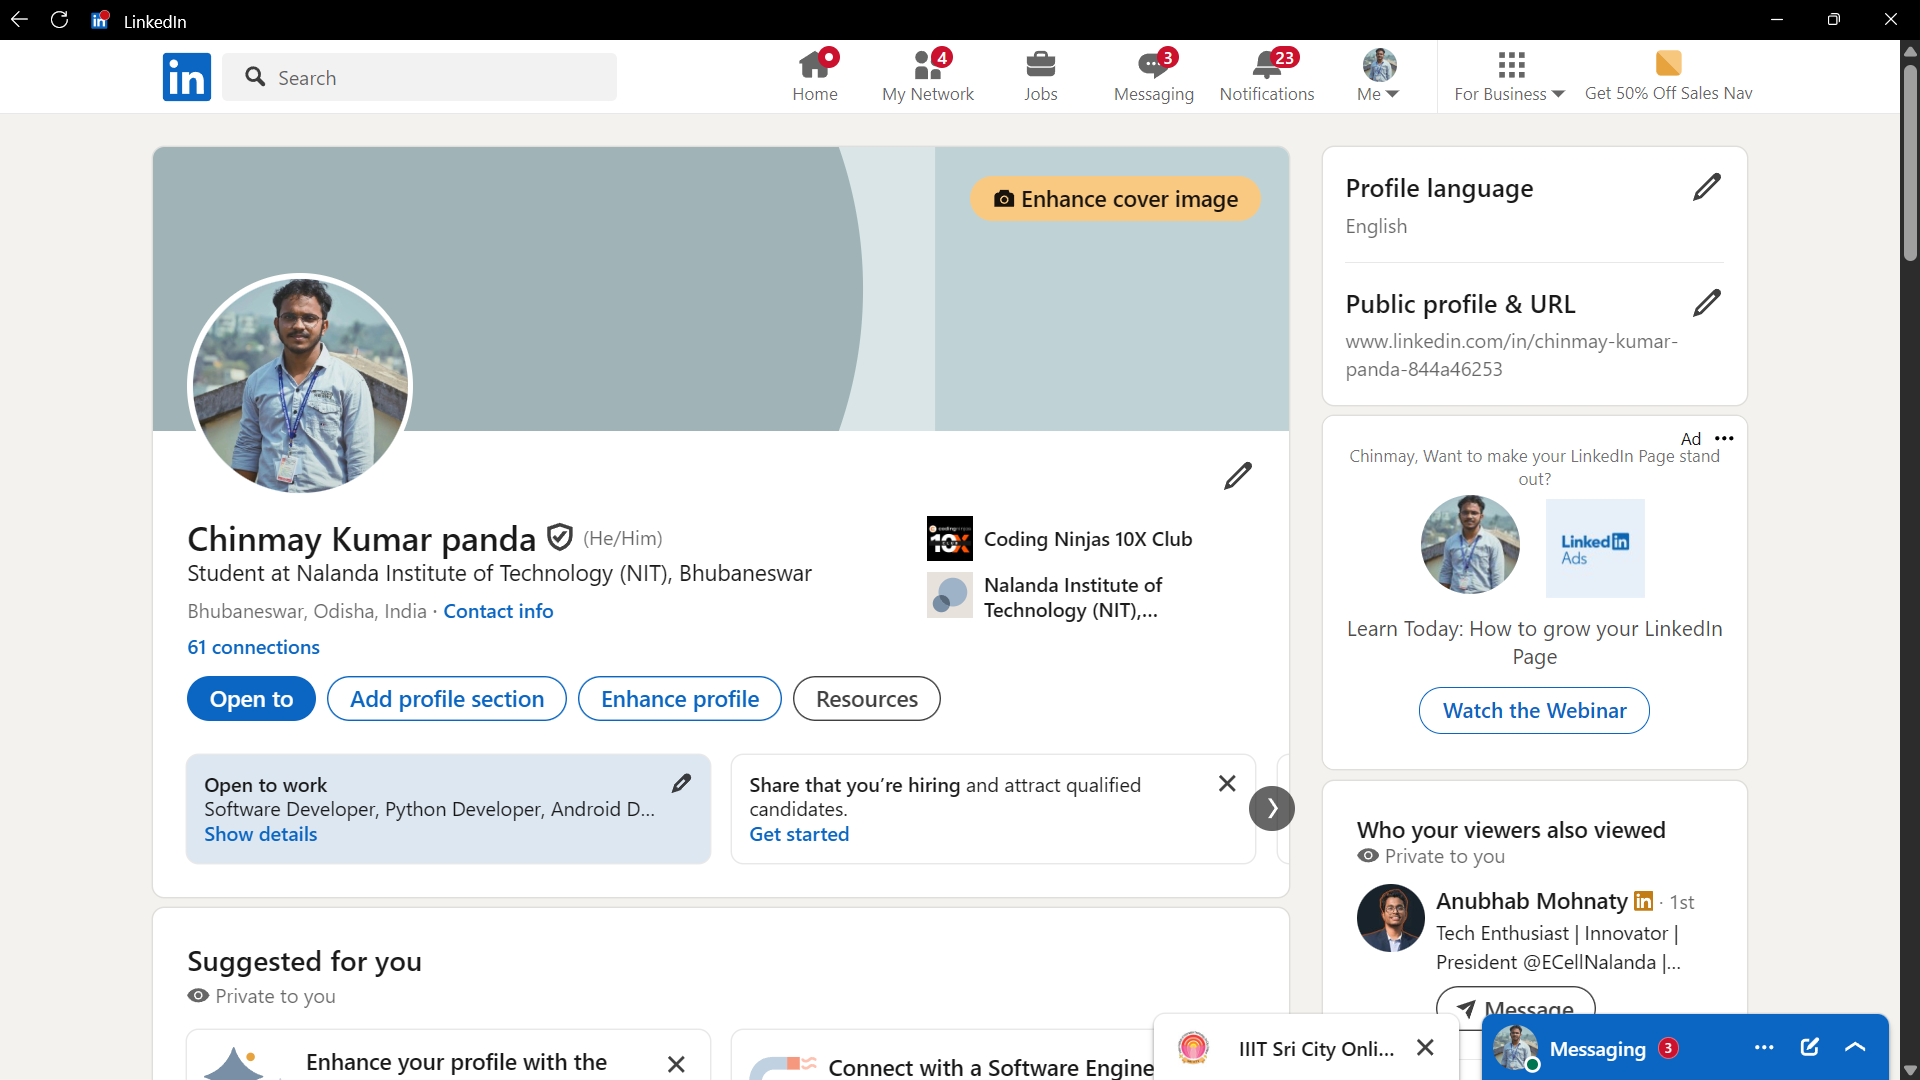 LinkedIn
in
Search
Home
4
My Network
Jobs
3
Messaging
23
Notifications
Me
For Business
Get 50% Off Sales Nav
Enhance cover image
Chinmay Kumar panda (He/Him)
Student at Nalanda Institute of Technology (NIT), Bhubaneswar
Bhubaneswar, Odisha, India · Contact info
61 connections
Coding Ninjas 10X Club
Nalanda Institute of
Technology (NIT),...
Open to
Add profile section
Enhance profile
Resources
Open to work
Software Developer, Python Developer, Android D...
Show details
Share that you’re hiring and attract qualified
candidates.
Get started
Suggested for you
Private to you
Enhance your profile with the
Connect with a Software Engine
Profile language
English
Public profile & URL
www.linkedin.com/in/chinmay-kumar-
panda-844a46253
Ad
Chinmay, Want to make your LinkedIn Page stand
out?
Linked in
Ads
Learn Today: How to grow your LinkedIn
Page
Watch the Webinar
Who your viewers also viewed
Private to you
Anubhab Mohnaty in · 1st
Tech Enthusiast | Innovator |
President @ECellNalanda |...
Message
IIIT Sri City Onli...
Messaging 3